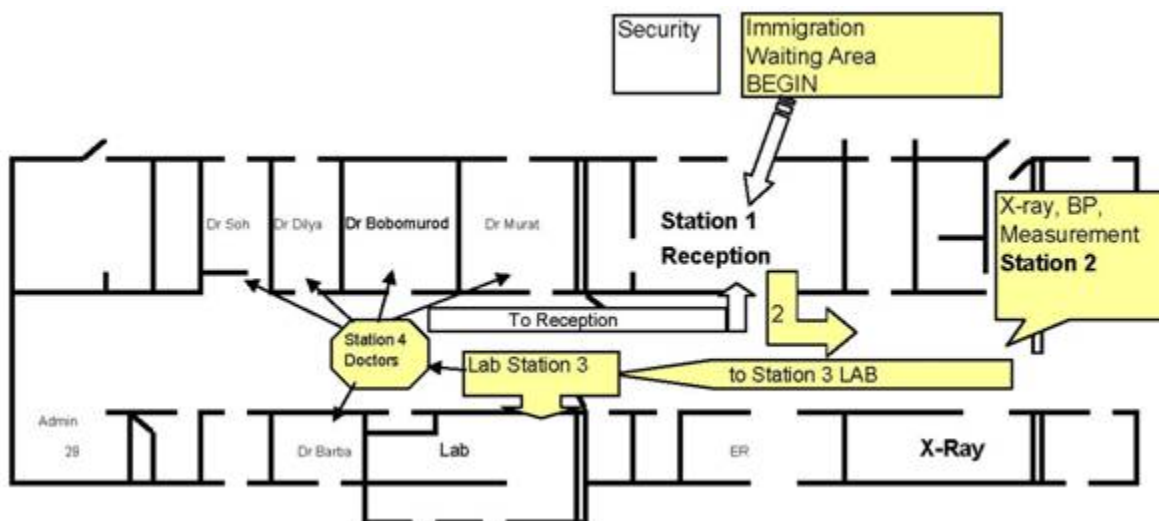 Security
Immigration
Waiting Area
BEGIN
Dr Soh
Dr Dilya
Dr Bobomurod
Dr Murat
Station 1
Reception
X-ray, BP,
Measurement
Station 2
To Reception
2
Station 4
Doctors
Lab Station 3
to Station 3 LAB
Admin
28
Dr Barba
Lab
ER
X-Ray